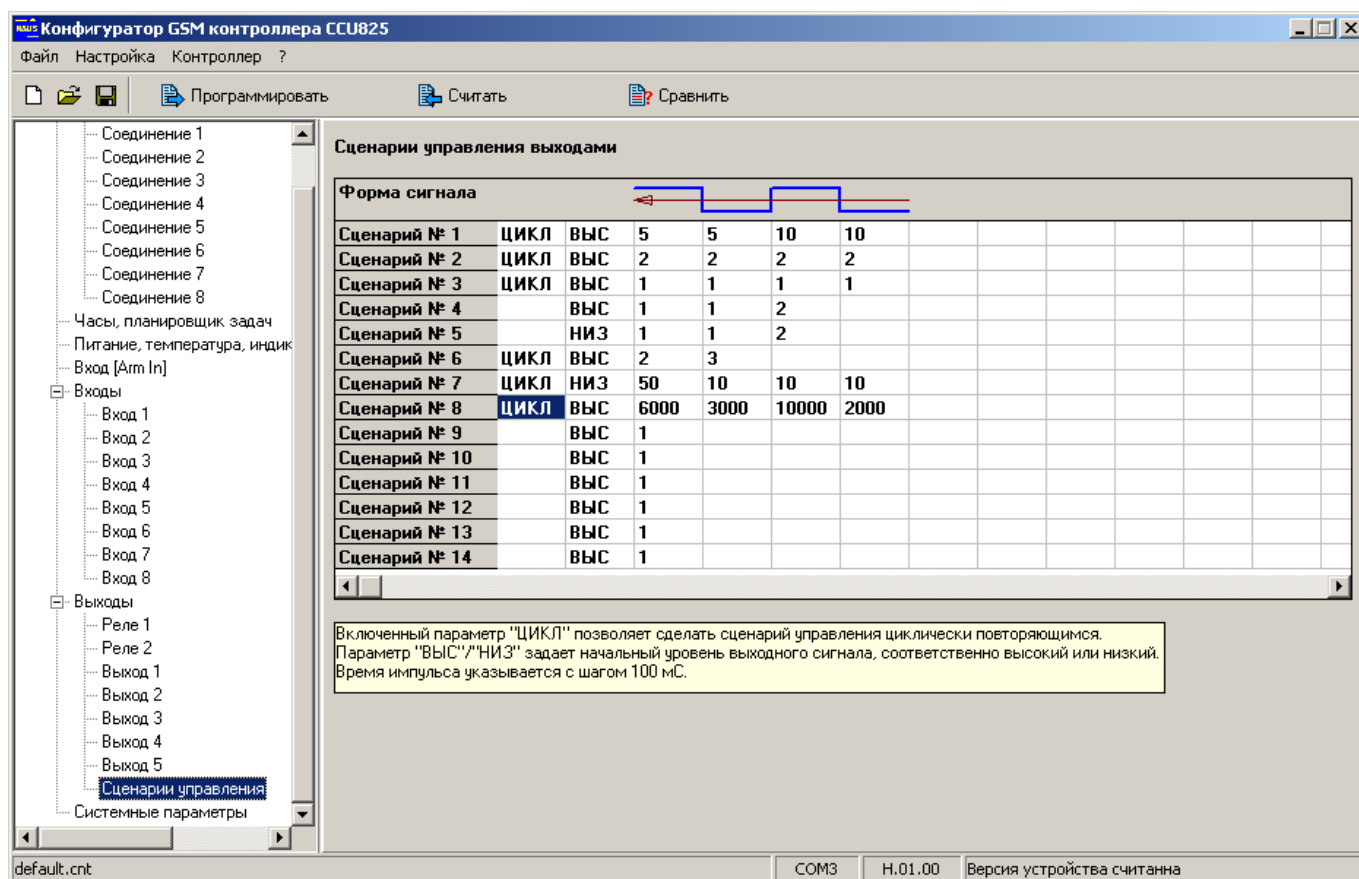 Конфигуратор GSM контроллера CCU825
Файл Настройка Контроллер ?
Программировать Считать Сравнить
Соединение 1
Соединение 2
Соединение 3
Соединение 4
Соединение 5
Соединение 6
Соединение 7
Соединение 8
Часы, планировщик задач
Питание, температура, индик
Вход [Arm In]
Входы
Вход 1
Вход 2
Вход 3
Вход 4
Вход 5
Вход 6
Вход 7
Вход 8
Выходы
Реле 1
Реле 2
Выход 1
Выход 2
Выход 3
Выход 4
Выход 5
Сценарии управления
Системные параметры
Сценарии управления выходами
Форма сигнала
Сценарий № 1 ЦИКЛ ВЫС 5 5 10 10
Сценарий № 2 ЦИКЛ ВЫС 2 2 2 2
Сценарий № 3 ЦИКЛ ВЫС 1 1 1 1
Сценарий № 4 ВЫС 1 1 2
Сценарий № 5 НИЗ 1 1 2
Сценарий № 6 ЦИКЛ ВЫС 2 3
Сценарий № 7 ЦИКЛ НИЗ 50 10 10 10
Сценарий № 8 ЦИКЛ ВЫС 6000 3000 10000 2000
Сценарий № 9 ВЫС 1
Сценарий № 10 ВЫС 1
Сценарий № 11 ВЫС 1
Сценарий № 12 ВЫС 1
Сценарий № 13 ВЫС 1
Сценарий № 14 ВЫС 1
Включенный параметр "ЦИКЛ" позволяет сделать сценарий управления циклически повторяющимся.
Параметр "ВЫС"/"НИЗ" задает начальный уровень выходного сигнала, соответственно высокий или низкий.
Время импульса указывается с шагом 100 мС.
default.cnt COM3 H.01.00 Версия устройства считанна